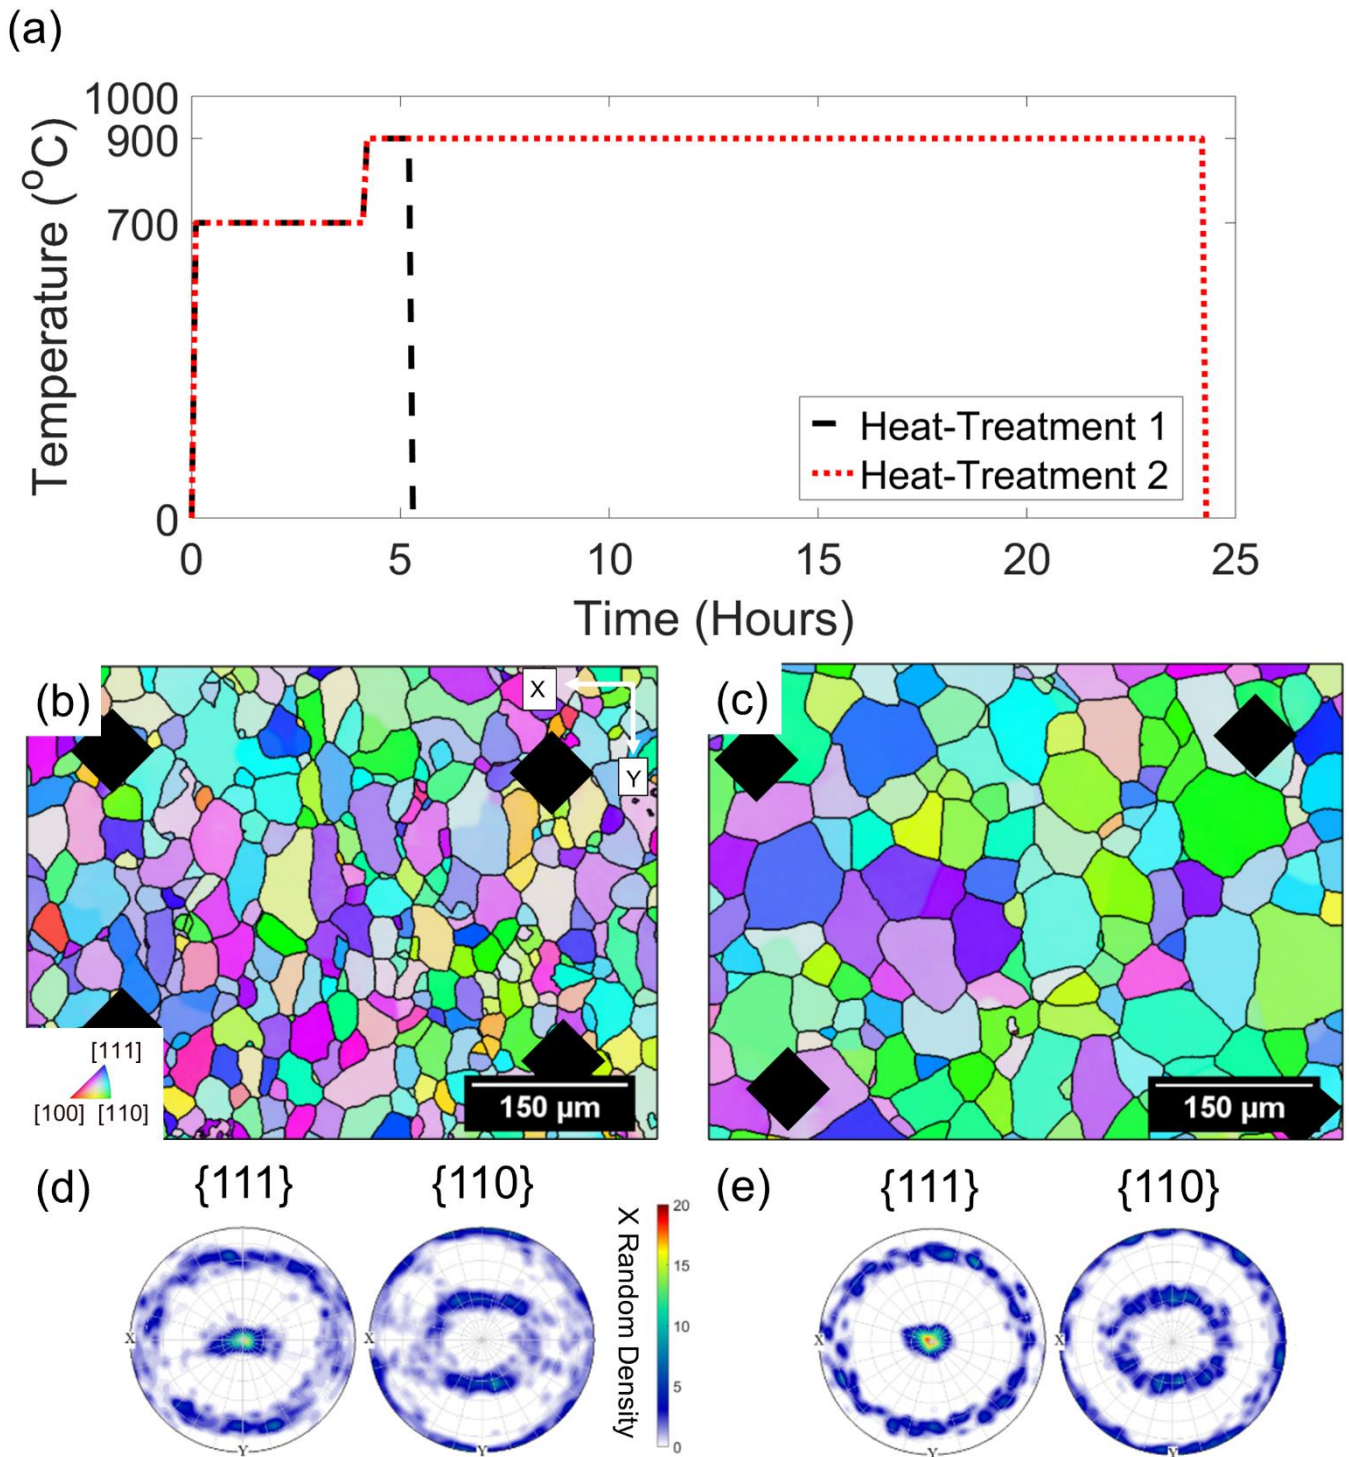 (a)
1000
900
700
0
Temperature (ᵒC)
Heat-Treatment 1
Heat-Treatment 2
0 5 10 15 20 25
Time (Hours)
(b)
X
Y
[111]
[100] [110]
150 µm
(c)
150 µm
(d)
{111}
{110}
X
Y
X
Y
X Random Density
20
15
10
5
0
(e)
{111}
{110}
X
Y
X
Y